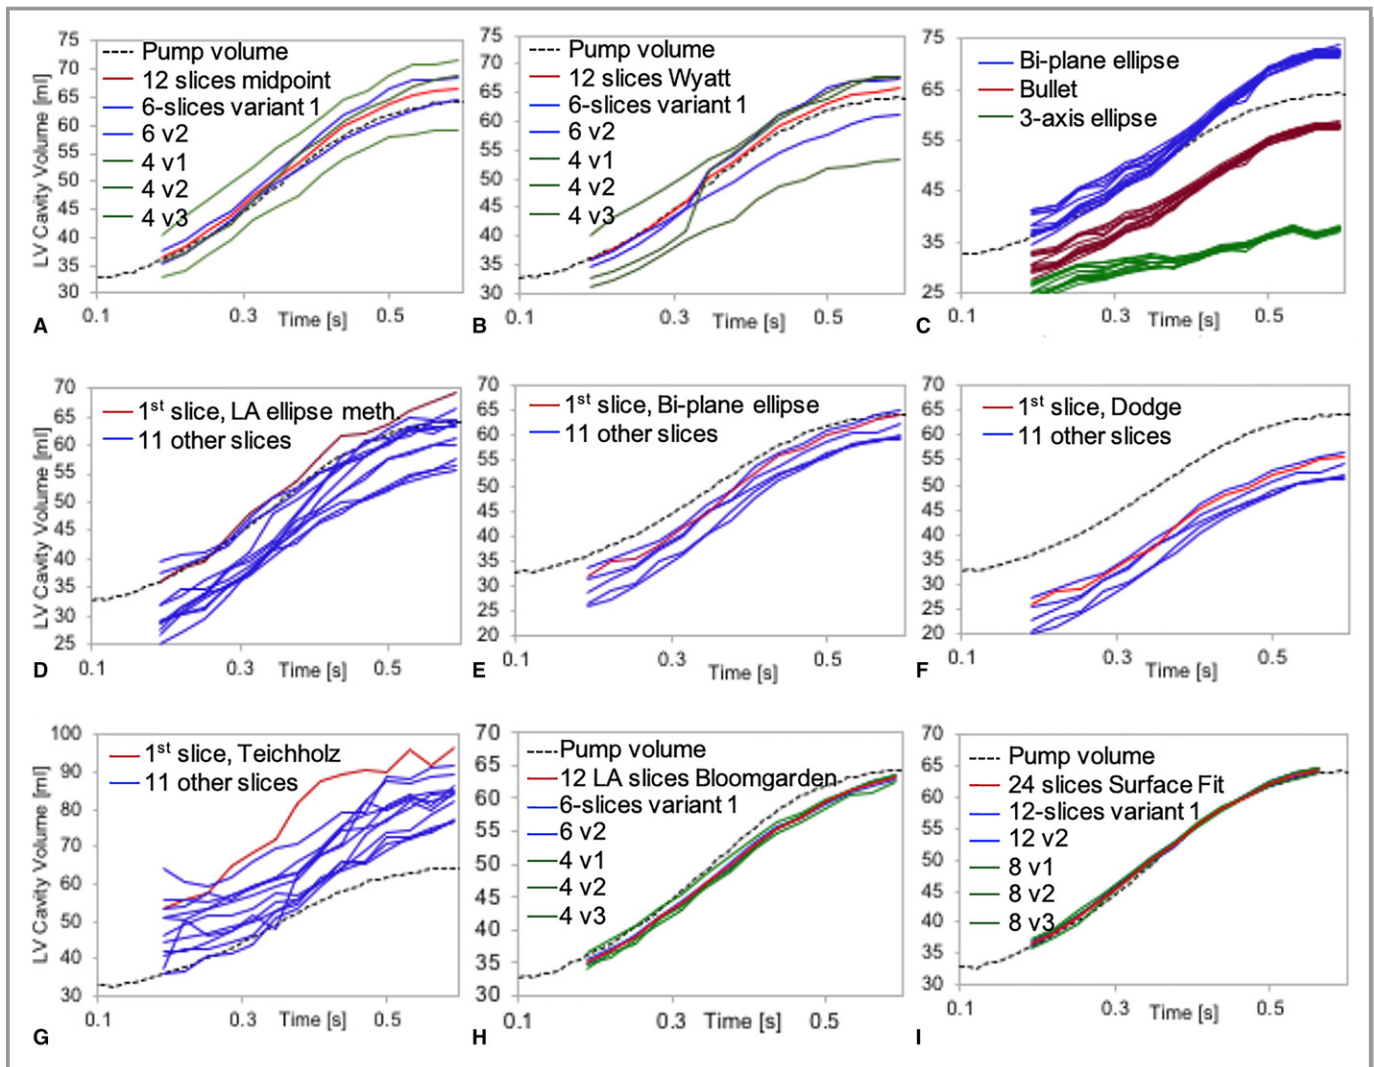 75
70
65
60
55
50
45
40
35
30
LV Cavity Volume [ml]
Pump volume
12 slices midpoint
6-slices variant 1
6 v2
4 v1
4 v2
4 v3
0.1
0.3
0.5
Time [s]
A
75
70
65
60
55
50
45
40
35
30
Pump volume
12 slices Wyatt
6-slices variant 1
6 v2
4 v1
4 v2
4 v3
0.1
0.3
0.5
Time [s]
B
75
65
45
35
25
Bi-plane ellipse
Bullet
3-axis ellipse
0.1
0.3
0.5
Time [s]
C
70
65
60
55
50
45
40
35
30
25
LV Cavity Volume [ml]
1st slice, LA ellipse meth.
11 other slices
0.1
0.3
0.5
Time [s]
D
70
65
60
55
50
45
40
35
30
25
20
1st slice, Bi-plane ellipse
11 other slices
0.1
0.3
0.5
Time [s]
E
70
65
60
55
50
45
40
35
30
25
20
1st slice, Dodge
11 other slices
0.1
0.3
0.5
Time [s]
F
100
90
80
70
60
50
40
30
LV Cavity Volume [ml]
1st slice, Teichholz
11 other slices
0.1
0.3
0.5
Time [s]
G
70
65
60
55
50
45
40
35
30
Pump volume
12 LA slices Bloomgarden
6-slices variant 1
6 v2
4 v1
4 v2
4 v3
0.1
0.3
0.5
Time [s]
H
70
65
60
55
50
45
40
35
30
Pump volume
24 slices Surface Fit
12-slices variant 1
12 v2
8 v1
8 v2
8 v3
0.1
0.3
0.5
Time [s]
I